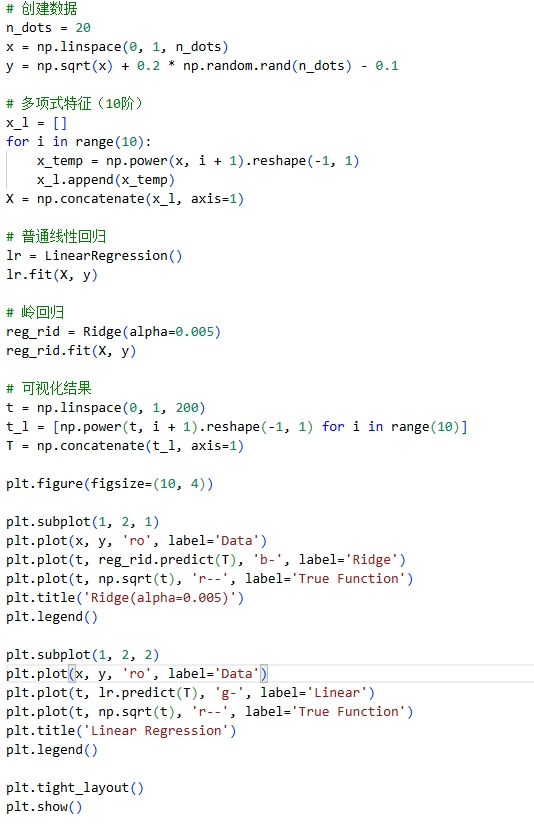 # 创建数据
n_dots = 20
x = np.linspace(0, 1, n_dots)
y = np.sqrt(x) + 0.2 * np.random.rand(n_dots) - 0.1
# 多项式特征（10阶）
x_l = []
for i in range(10):
    x_temp = np.power(x, i + 1).reshape(-1, 1)
    x_l.append(x_temp)
X = np.concatenate(x_l, axis=1)
# 普通线性回归
lr = LinearRegression()
lr.fit(X, y)
# 岭回归
reg_rid = Ridge(alpha=0.005)
reg_rid.fit(X, y)
# 可视化结果
t = np.linspace(0, 1, 200)
t_l = [np.power(t, i + 1).reshape(-1, 1) for i in range(10)]
T = np.concatenate(t_l, axis=1)
plt.figure(figsize=(10, 4))
plt.subplot(1, 2, 1)
plt.plot(x, y, 'ro', label='Data')
plt.plot(t, reg_rid.predict(T), 'b-', label='Ridge')
plt.plot(t, np.sqrt(t), 'r--', label='True Function')
plt.title('Ridge(alpha=0.005)')
plt.legend()
plt.subplot(1, 2, 2)
plt.plot(x, y, 'ro', label='Data')
plt.plot(t, lr.predict(T), 'g-', label='Linear')
plt.plot(t, np.sqrt(t), 'r--', label='True Function')
plt.title('Linear Regression')
plt.legend()
plt.tight_layout()
plt.show()